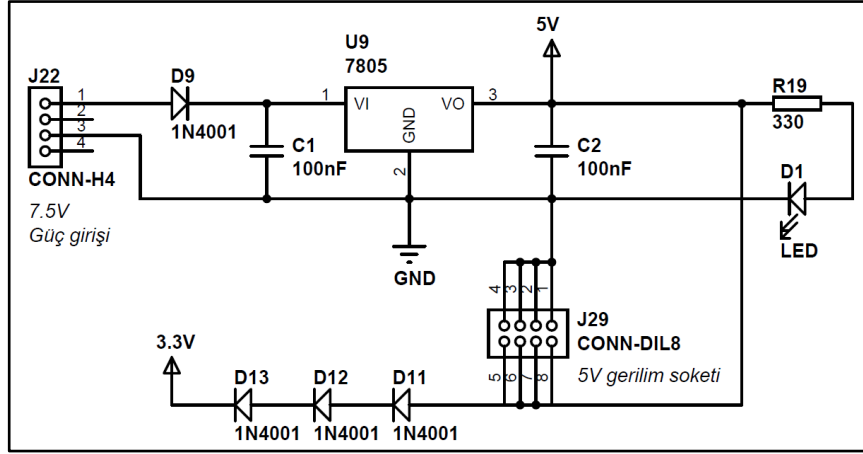 5V
U9
7805
J22
D9
R19
1
2
3
4
1
VI
VO
3
GND
2
1N4001
C1
100nF
C2
100nF
330
D1
CONN-H4
7.5V
Güç girişi
LED
GND
4
3
2
1
J29
CONN-DIL8
5V gerilim soketi
5
6
7
8
3.3V
D13
D12
D11
1N4001
1N4001
1N4001